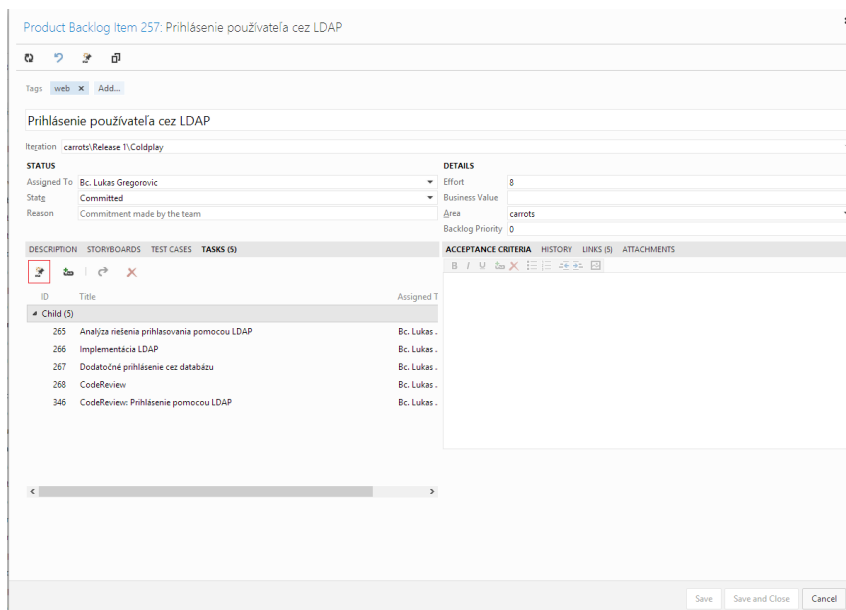 Product Backlog Item 257: Prihlásenie používateľa cez LDAP
Tags web × Add...
Prihlásenie používateľa cez LDAP
Iteration carrots\Release 1\Coldplay
STATUS
Assigned To Bc. Lukas Gregorovic
State Committed
Reason Commitment made by the team
DETAILS
Effort 8
Business Value
Area carrots
Backlog Priority 0
DESCRIPTION STORYBOARDS TEST CASES TASKS (5)
ID Title Assigned T
Child (5)
265 Analýza riešenia prihlasovania pomocou LDAP Bc. Lukas .
266 Implementácia LDAP Bc. Lukas .
267 Dodatočné prihlásenie cez databázu Bc. Lukas .
268 CodeReview Bc. Lukas .
346 CodeReview: Prihlásenie pomocou LDAP Bc. Lukas .
ACCEPTANCE CRITERIA HISTORY LINKS (5) ATTACHMENTS
B I U
Save Save and Close Cancel